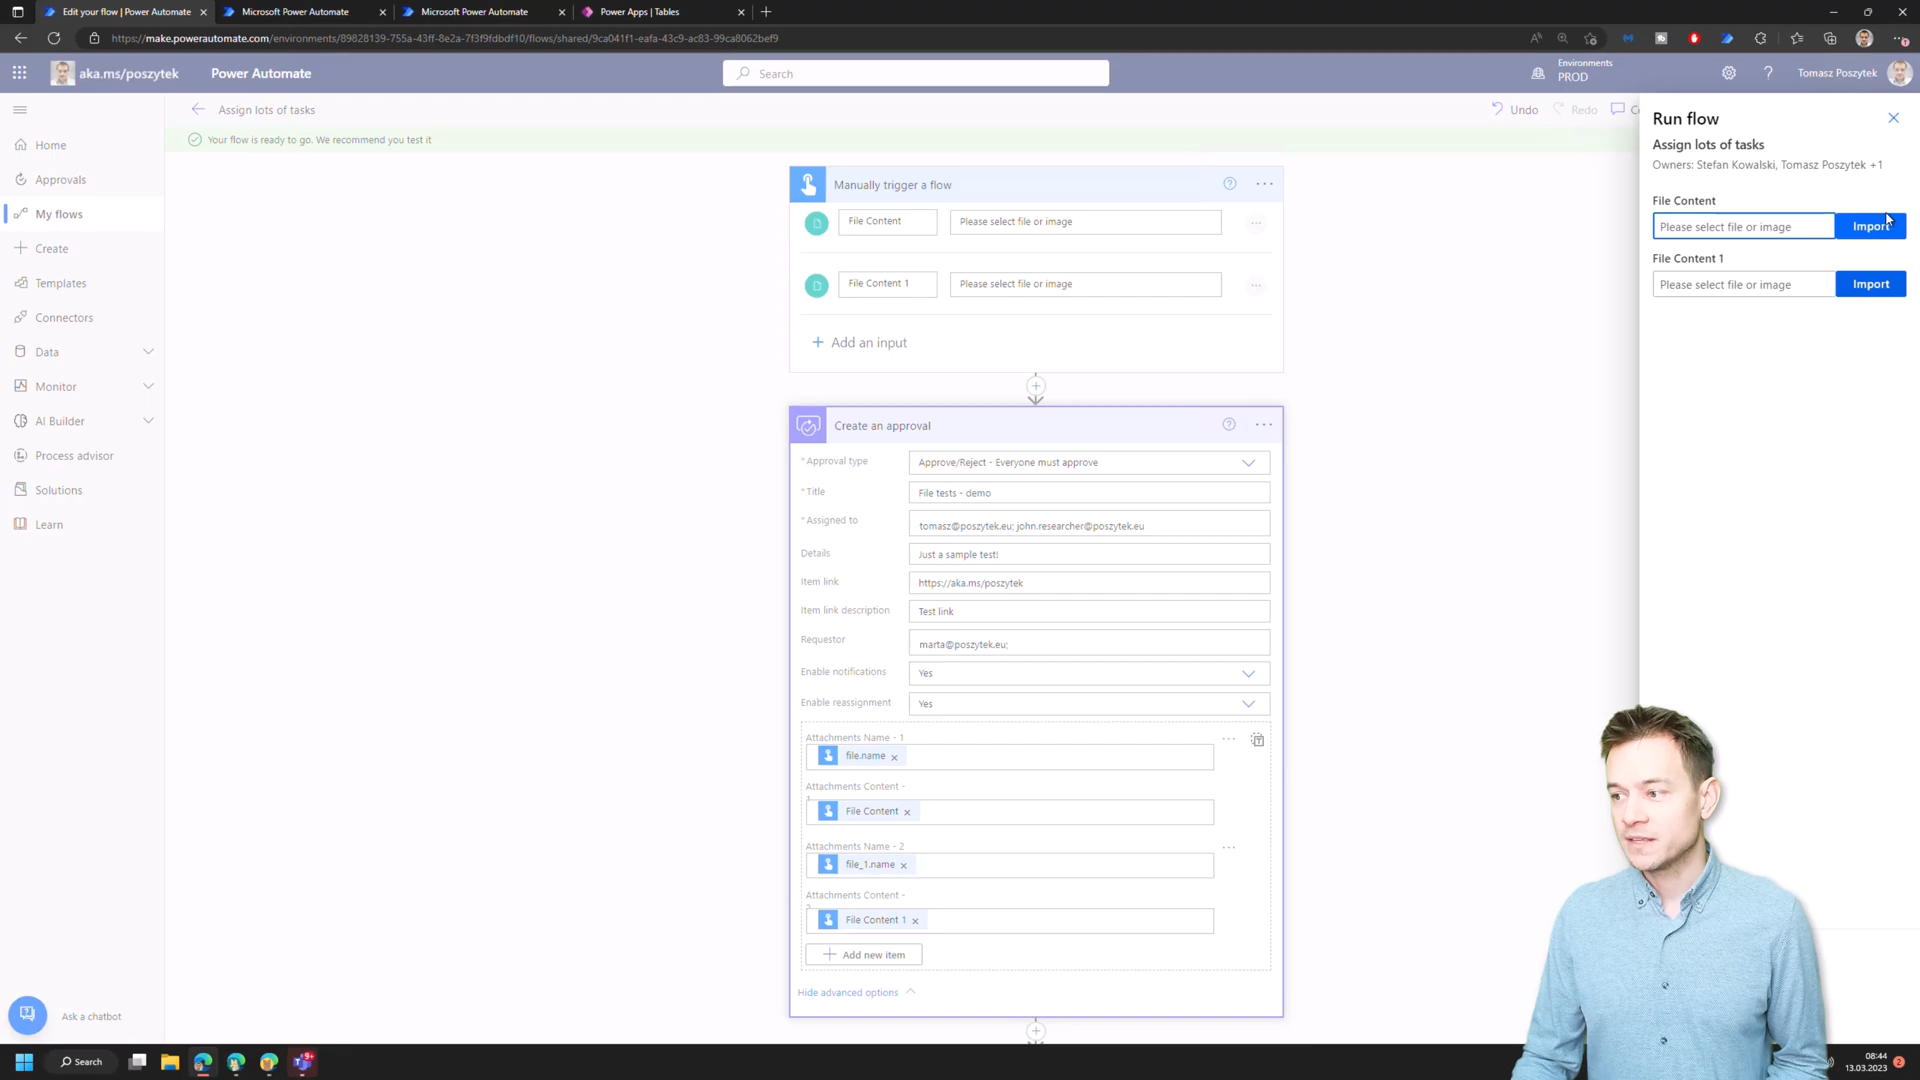 Edit your flow | Power Automate
Microsoft Power Automate
Microsoft Power Automate
Power Apps | Tables
https://make.powerautomate.com/environments/89828139-755a-43ff-8e2a-7f3f9fdbdf10/flows/shared/9ca041f1-eafa-43c9-ac83-99ca8062bef9
aka.ms/poszytek
Power Automate
Search
Environments
PROD
Tomasz Poszytek
Home
Approvals
My flows
Create
Templates
Connectors
Data
Monitor
AI Builder
Process advisor
Solutions
Learn
Ask a chatbot
Assign lots of tasks
Undo
Redo
Your flow is ready to go. We recommend you test it
Manually trigger a flow
File Content
Please select file or image
File Content 1
Please select file or image
Add an input
Create an approval
* Approval type
Approve/Reject - Everyone must approve
* Title
File tests - demo
* Assigned to
tomasz@poszytek.eu; john.researcher@poszytek.eu
Details
Just a sample test!
Item link
https://aka.ms/poszytek
Item link description
Test link
Requestor
marta@poszytek.eu;
Enable notifications
Yes
Enable reassignment
Yes
Attachments Name - 1
file.name
Attachments Content -
File Content
Attachments Name - 2
file_1.name
Attachments Content -
File Content 1
Add new item
Hide advanced options
Run flow
Assign lots of tasks
Owners: Stefan Kowalski, Tomasz Poszytek +1
File Content
Please select file or image
Import
File Content 1
Please select file or image
Import
Search
9+
08:44
13.03.2023
2